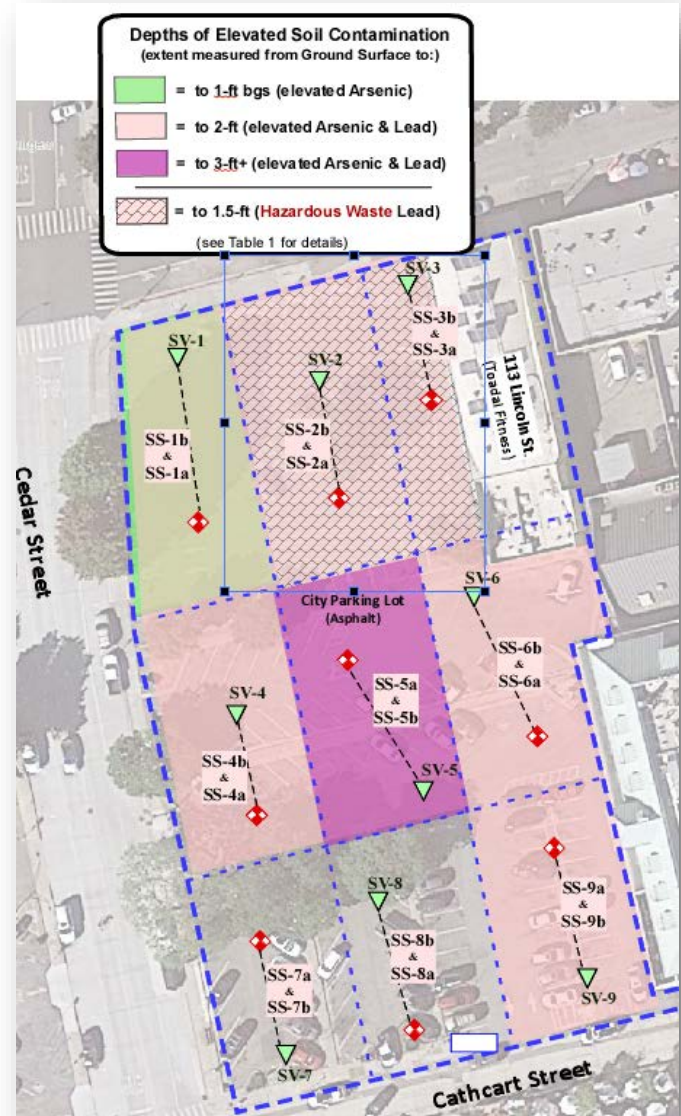 Depths of Elevated Soil Contamination
(extent measured from Ground Surface to:)
= to 1-ft bgs (elevated Arsenic)
= to 2-ft (elevated Arsenic & Lead)
= to 3-ft+ (elevated Arsenic & Lead)
= to 1.5-ft (Hazardous Waste Lead)
(see Table 1 for details)
SV-3
SS-3b
&
SS-3a
SV-1
SV-2
113 Lincoln St.
(Toadal Fitness)
SS-1b
&
SS-1a
SS-2b
&
SS-2a
Cedar Street
SV-6
City Parking Lot
(Asphalt)
SS-6b
&
SS-6a
SS-5a
&
SS-5b
SV-4
SS-4b
&
SS-4a
SV-5
SV-8
SS-9a
&
SS-9b
SS-8b
&
SS-8a
SS-7a
&
SS-7b
SV-9
SV-7
Cathcart Street